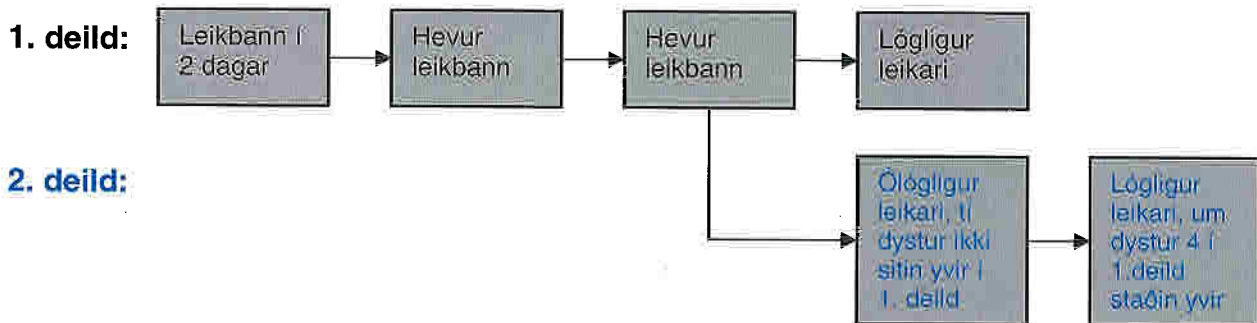 1. deild:
Leikbann í
2 dagar
Hevur
leikbann
Hevur
leikbann
Lógligur
leikari
2. deild:
Ólógligur
leikari, tí
dystur ikki
sitin yvir í
1. deild
Lógligur
leikari, um
dystur 4 í
1.deild
staðin yvir